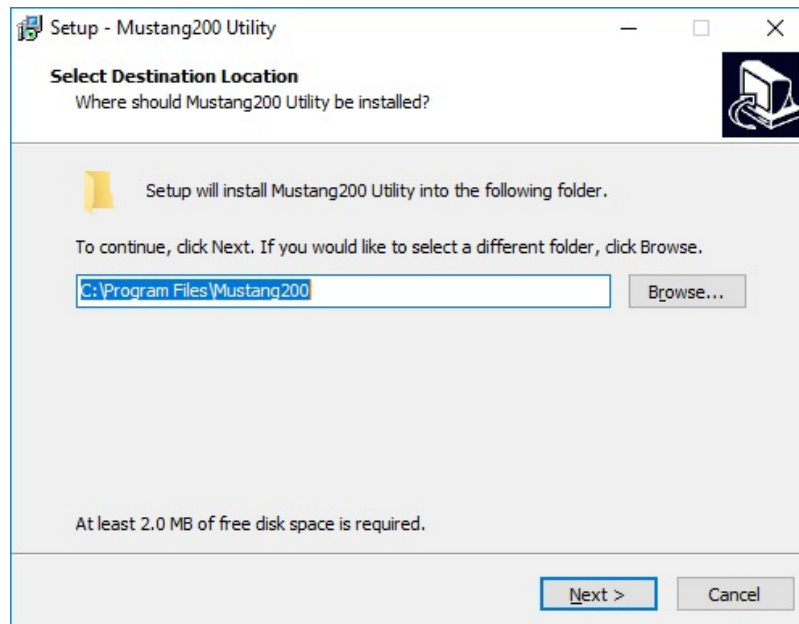 Setup - Mustang200 Utility
Select Destination Location
Where should Mustang200 Utility be installed?
Setup will install Mustang200 Utility into the following folder.
To continue, click Next. If you would like to select a different folder, click Browse.
C:\Program Files\Mustang200
Browse...
At least 2.0 MB of free disk space is required.
Next >
Cancel